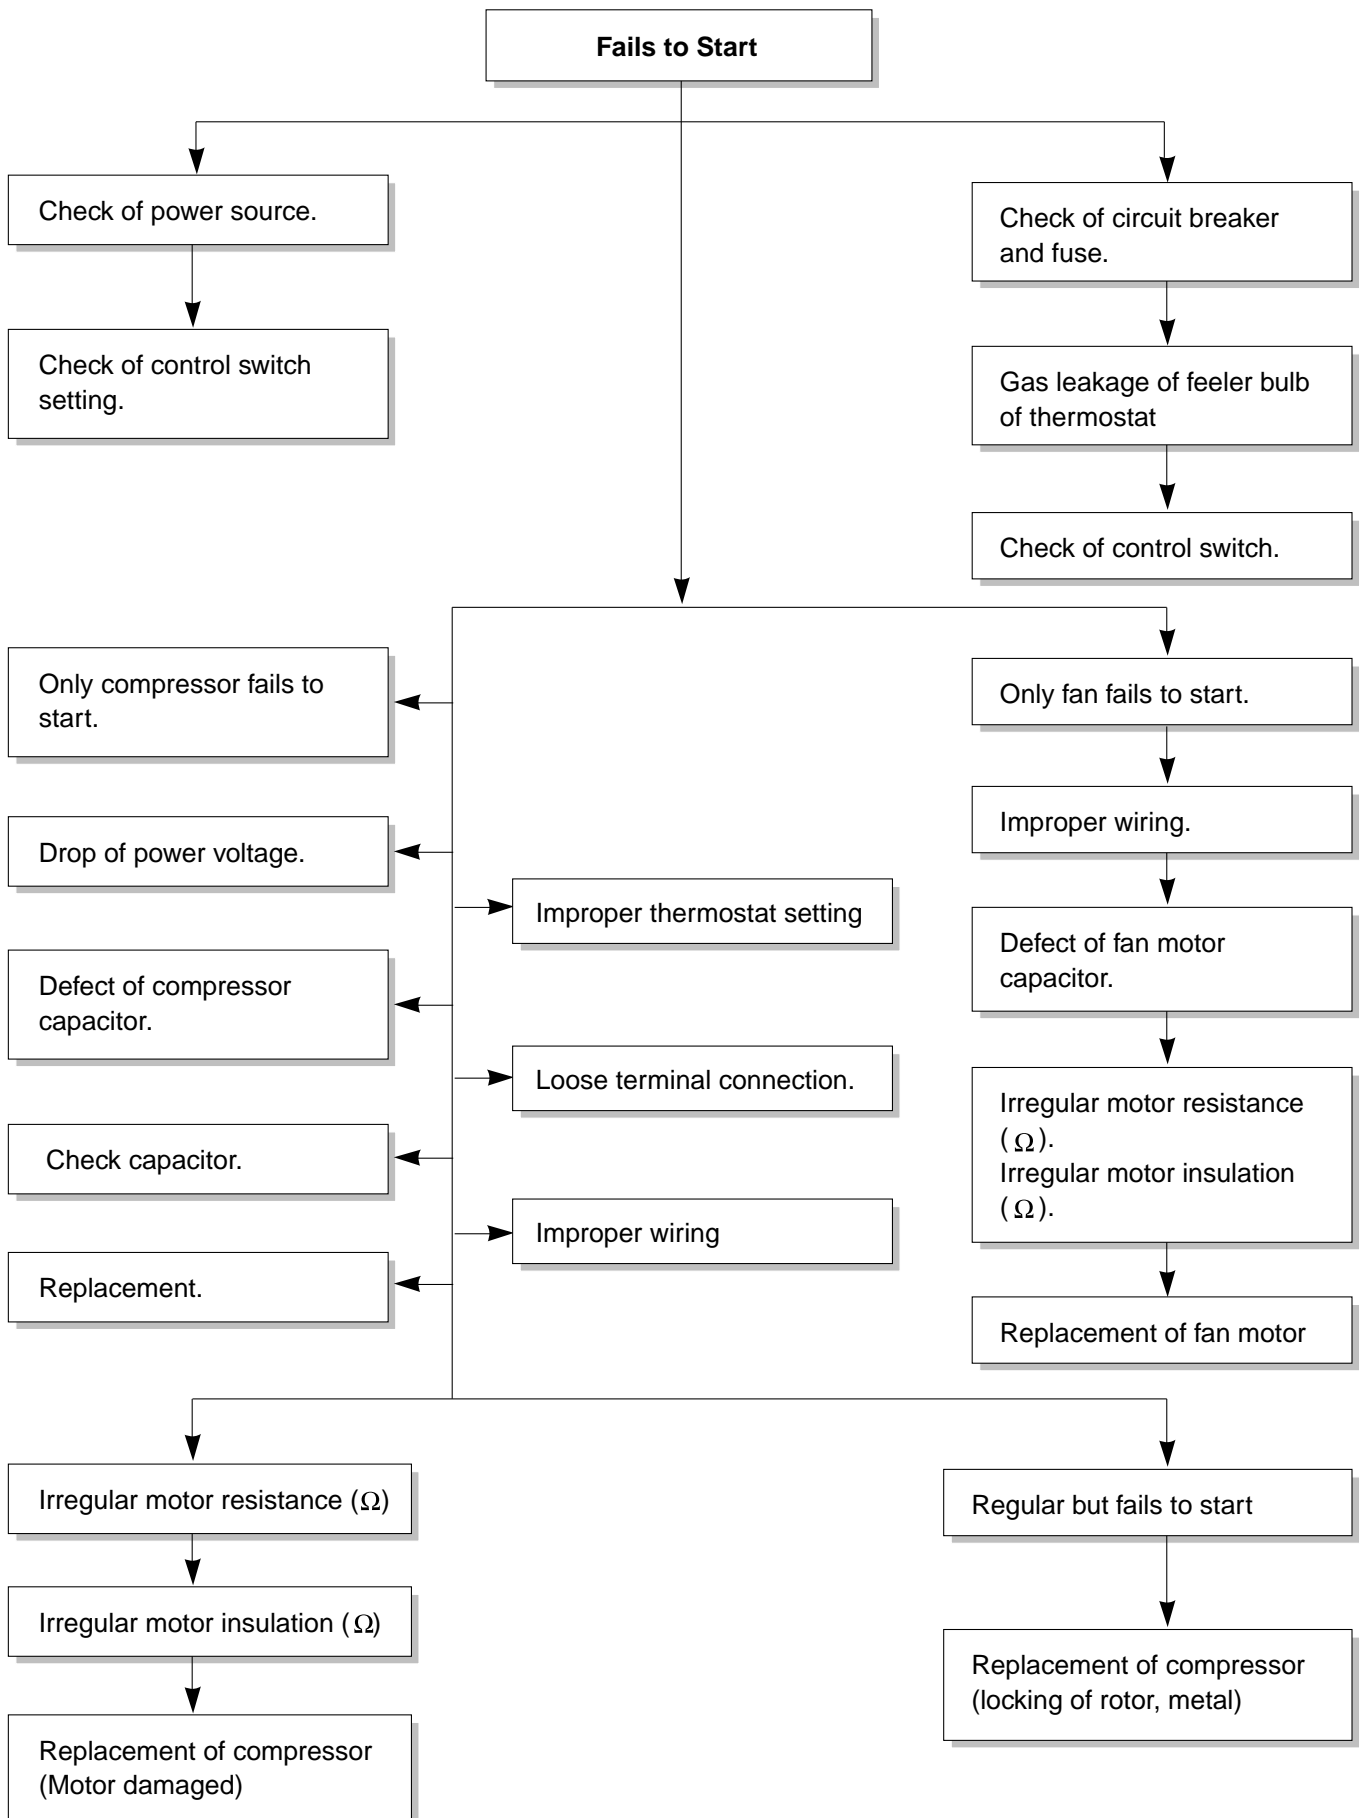 Fails to Start
Check of power source.
Check of control switch
setting.
Check of circuit breaker
and fuse.
Gas leakage of feeler bulb
of thermostat
Check of control switch.
Only compressor fails to
start.
Drop of power voltage.
Defect of compressor
capacitor.
Check capacitor.
Replacement.
Improper thermostat setting
Loose terminal connection.
Improper wiring
Only fan fails to start.
Improper wiring.
Defect of fan motor
capacitor.
Irregular motor resistance
( Ω ).
Irregular motor insulation
( Ω ).
Replacement of fan motor
Irregular motor resistance (Ω)
Irregular motor insulation ( Ω )
Replacement of compressor
(Motor damaged)
Regular but fails to start
Replacement of compressor
(locking of rotor, metal)